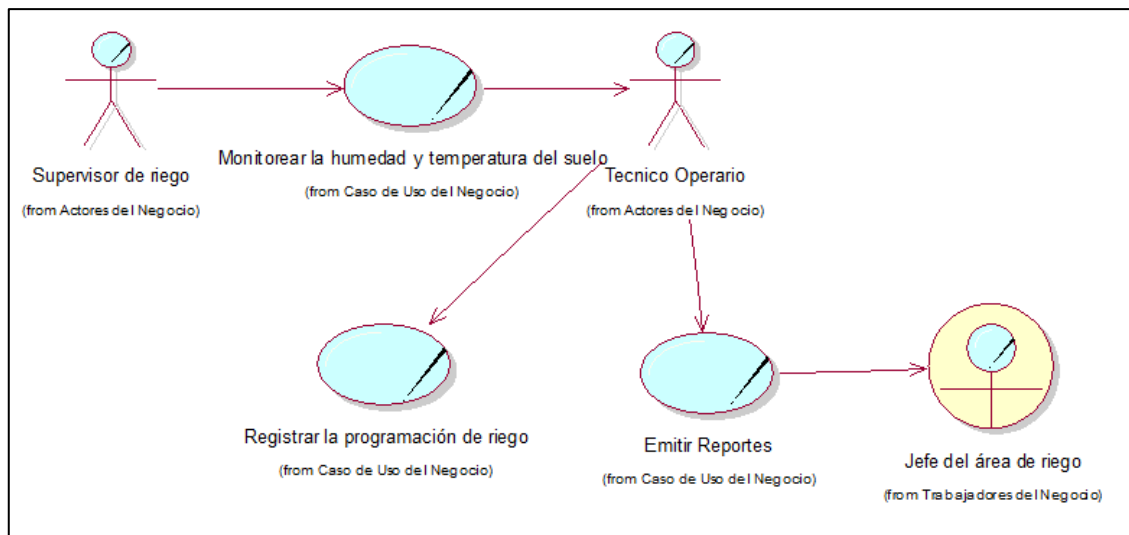 Supervisor de riego
(from Actores del Negocio)
Monitorear la humedad y temperatura del suelo
(from Caso de Uso del Negocio)
Tecnico Operario
(from Actores del Negocio)
Registrar la programación de riego
(from Caso de Uso del Negocio)
Emitir Reportes
(from Caso de Uso del Negocio)
Jefe del área de riego
(from Trabajadores del Negocio)